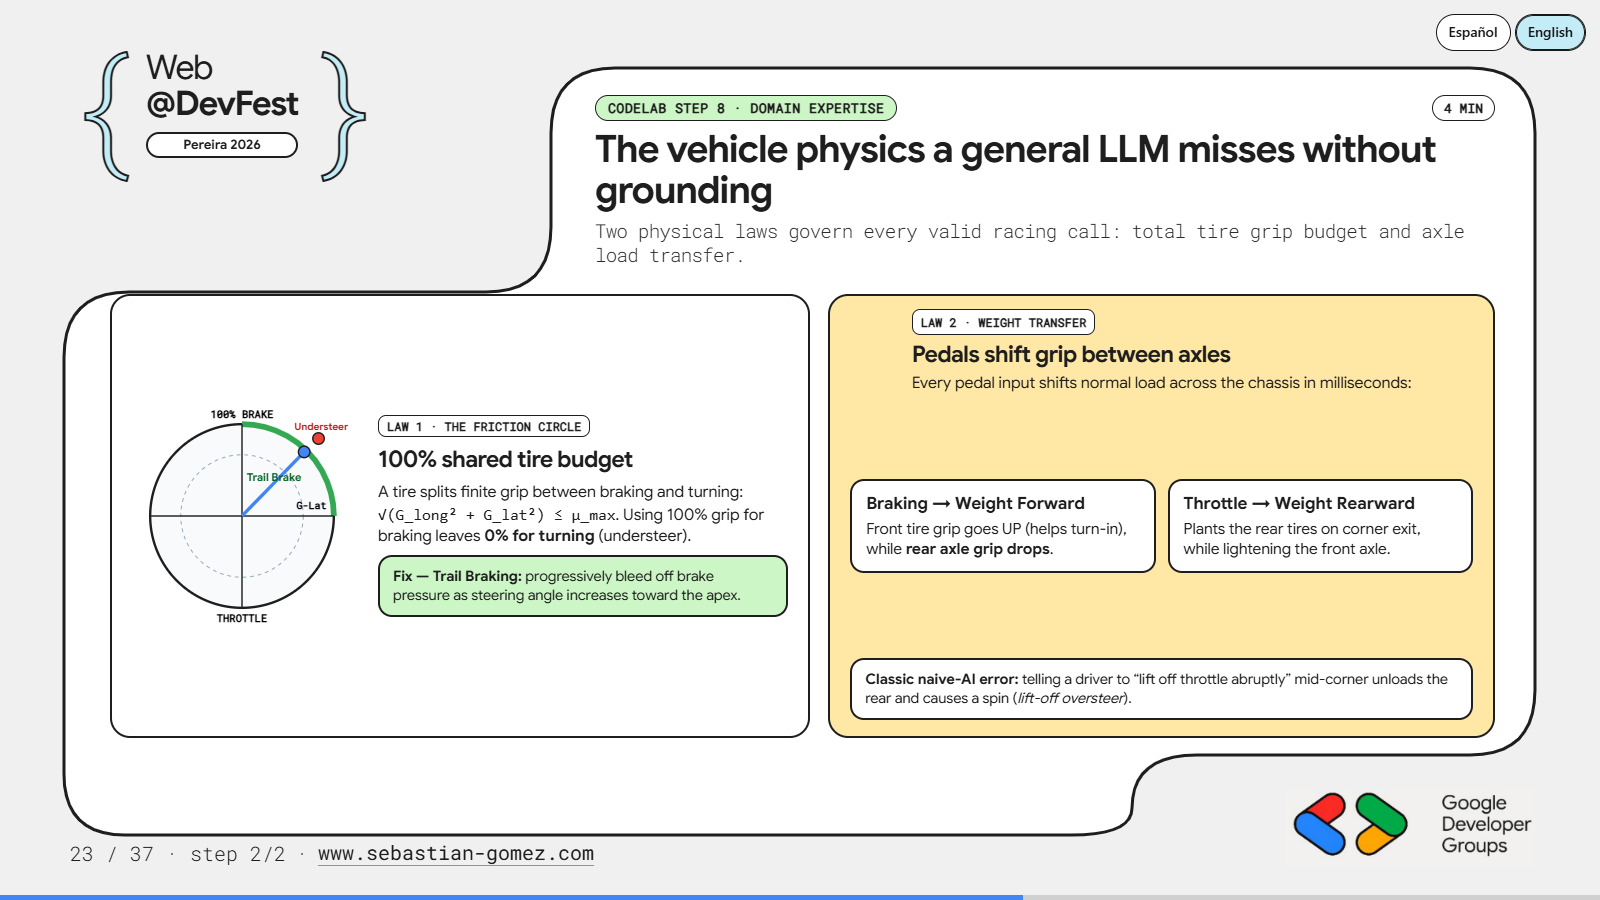 Español
English
Web
@DevFest
Pereira 2026
CODELAB STEP 8 · DOMAIN EXPERTISE
4 MIN
The vehicle physics a general LLM misses without
grounding
Two physical laws govern every valid racing call: total tire grip budget and axle
load transfer.
100% BRAKE
Understeer
Trail Brake
G-Lat
THROTTLE
LAW 1 · THE FRICTION CIRCLE
100% shared tire budget
A tire splits finite grip between braking and turning:
√(G_long² + G_lat²) ≤ μ_max. Using 100% grip for
braking leaves 0% for turning (understeer).
Fix — Trail Braking: progressively bleed off brake
pressure as steering angle increases toward the apex.
LAW 2 · WEIGHT TRANSFER
Pedals shift grip between axles
Every pedal input shifts normal load across the chassis in milliseconds:
Braking → Weight Forward
Front tire grip goes UP (helps turn-in),
while rear axle grip drops.
Throttle → Weight Rearward
Plants the rear tires on corner exit,
while lightening the front axle.
Classic naive-AI error: telling a driver to “lift off throttle abruptly” mid-corner unloads the
rear and causes a spin (lift-off oversteer).
23 / 37 · step 2/2 · www.sebastian-gomez.com
Google
Developer
Groups